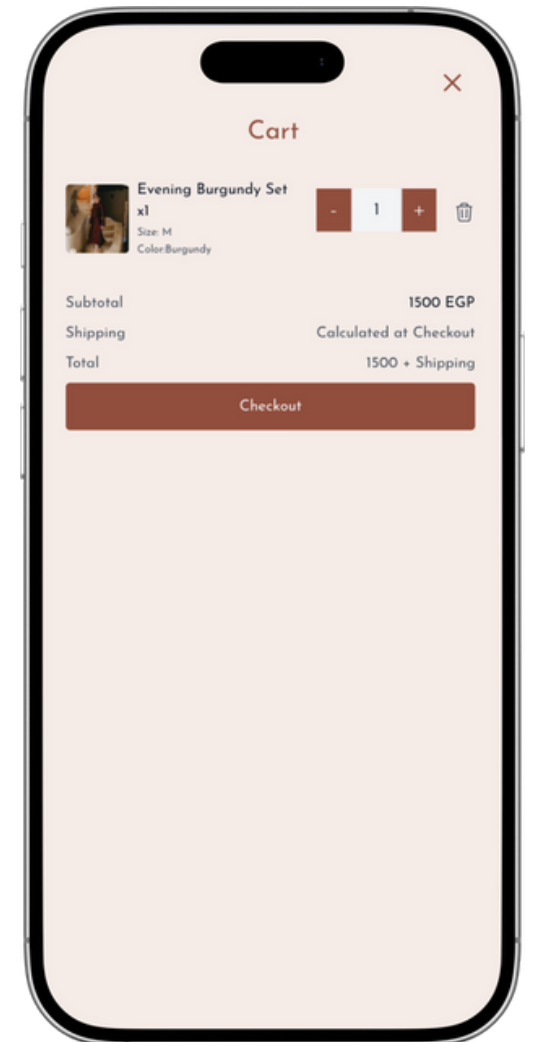 Cart
Evening Burgundy Set
x1
Size: M
Color:Burgundy
- 1 +
Subtotal 1500 EGP
Shipping Calculated at Checkout
Total 1500 + Shipping
Checkout